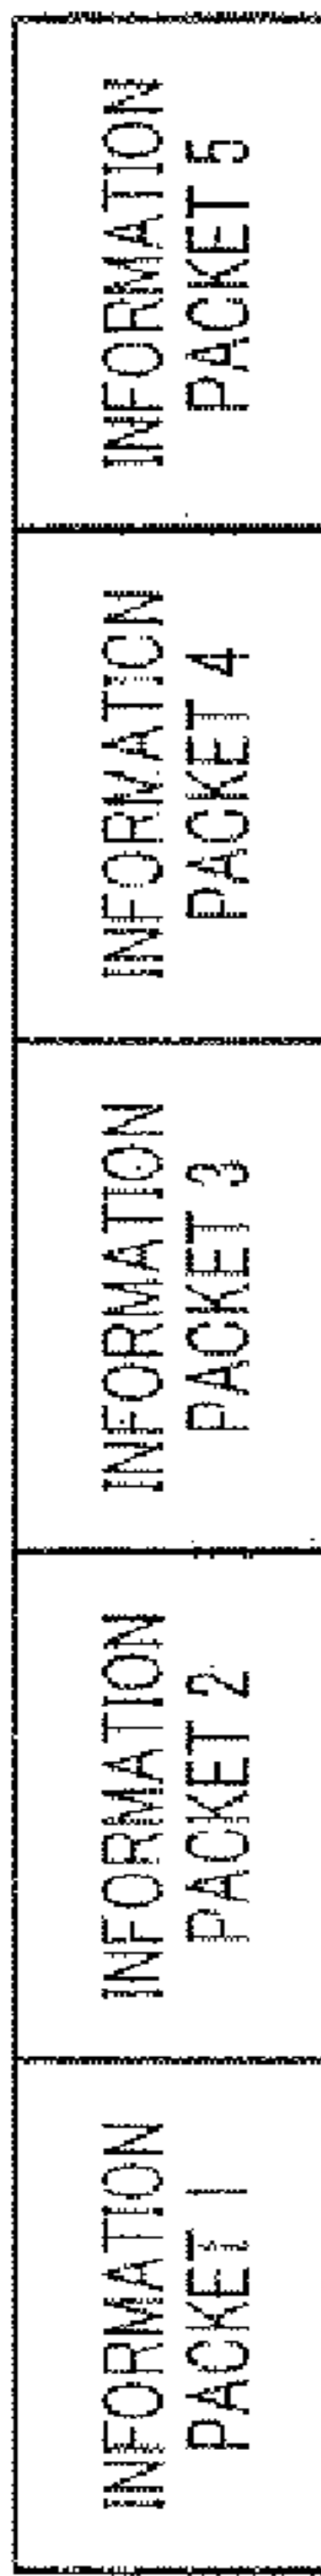 INFORMATION
PACKET 1
INFORMATION
PACKET 2
INFORMATION
PACKET 3
INFORMATION
PACKET 4
INFORMATION
PACKET 5